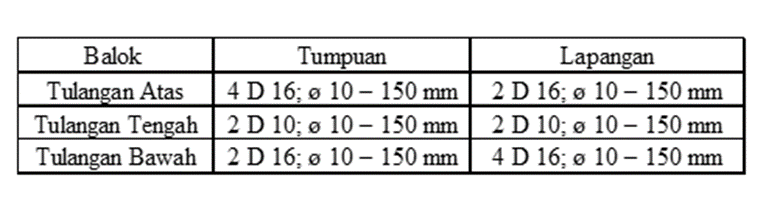 Balok Tumpuan Lapangan
Tulangan Atas 4 D 16; ø 10 – 150 mm 2 D 16; ø 10 – 150 mm
Tulangan Tengah 2 D 10; ø 10 – 150 mm 2 D 10; ø 10 – 150 mm
Tulangan Bawah 2 D 16; ø 10 – 150 mm 4 D 16; ø 10 – 150 mm